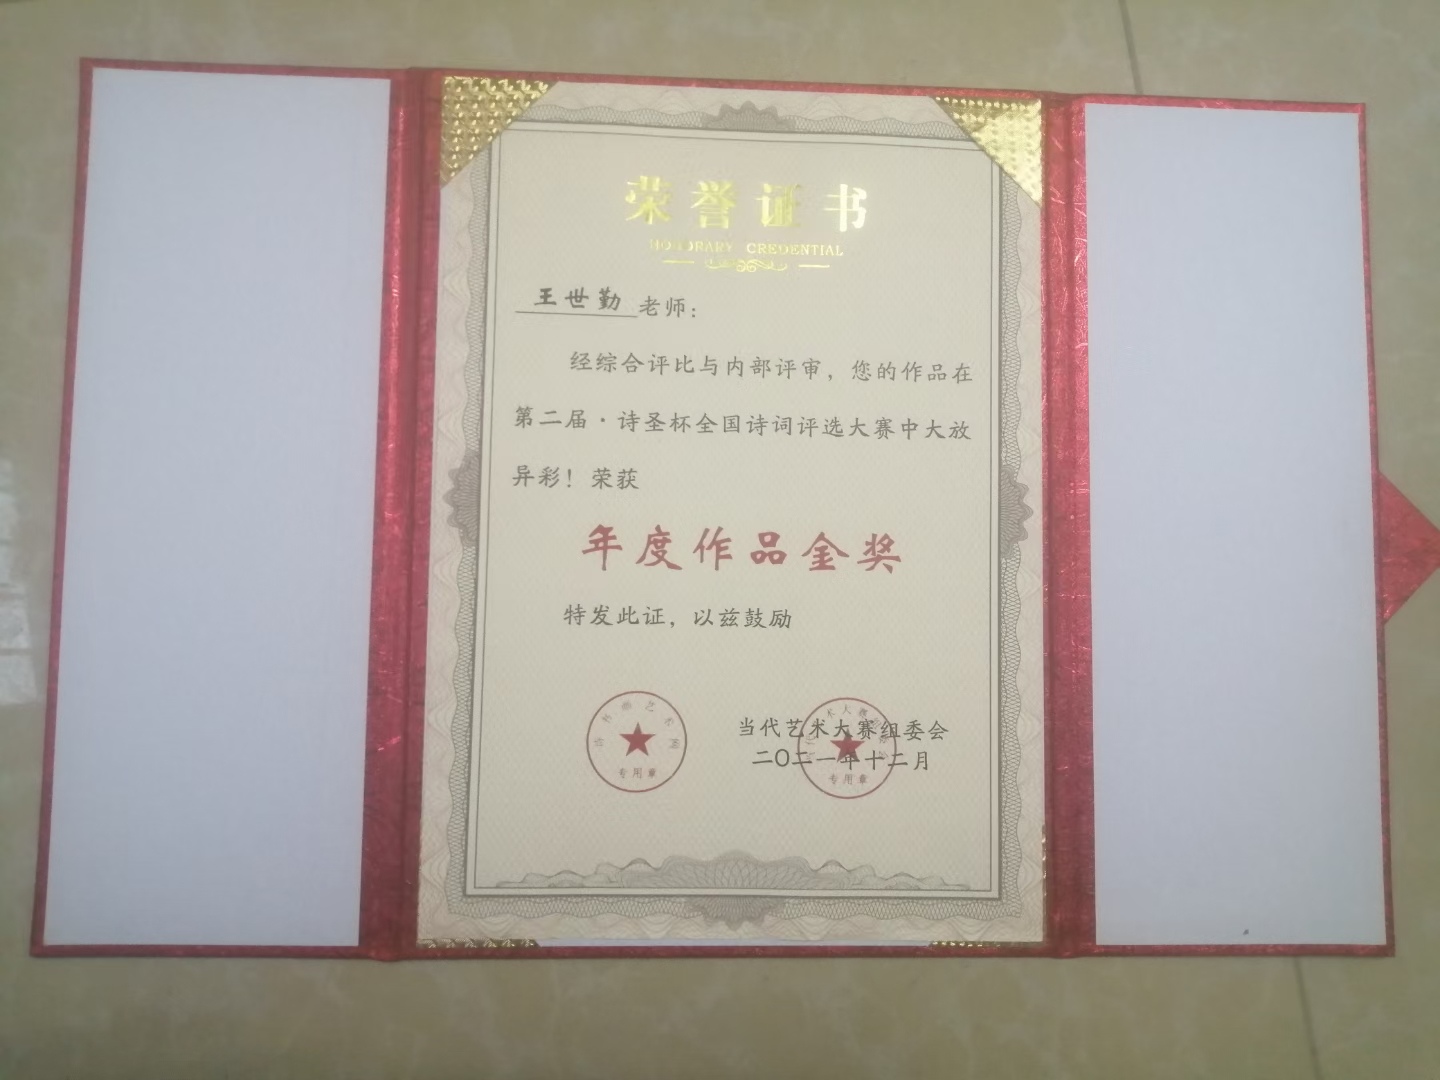 荣誉证书
HONORARY CREDENTIAL
王世勤老师：
经综合评比与内部评审，您的作品在
第二届·诗圣杯全国诗词评选大赛中大放
异彩！荣获
年度作品金奖
特发此证，以兹鼓励
当代艺术大赛组委会
二〇二一年十二月
专用章
专用章